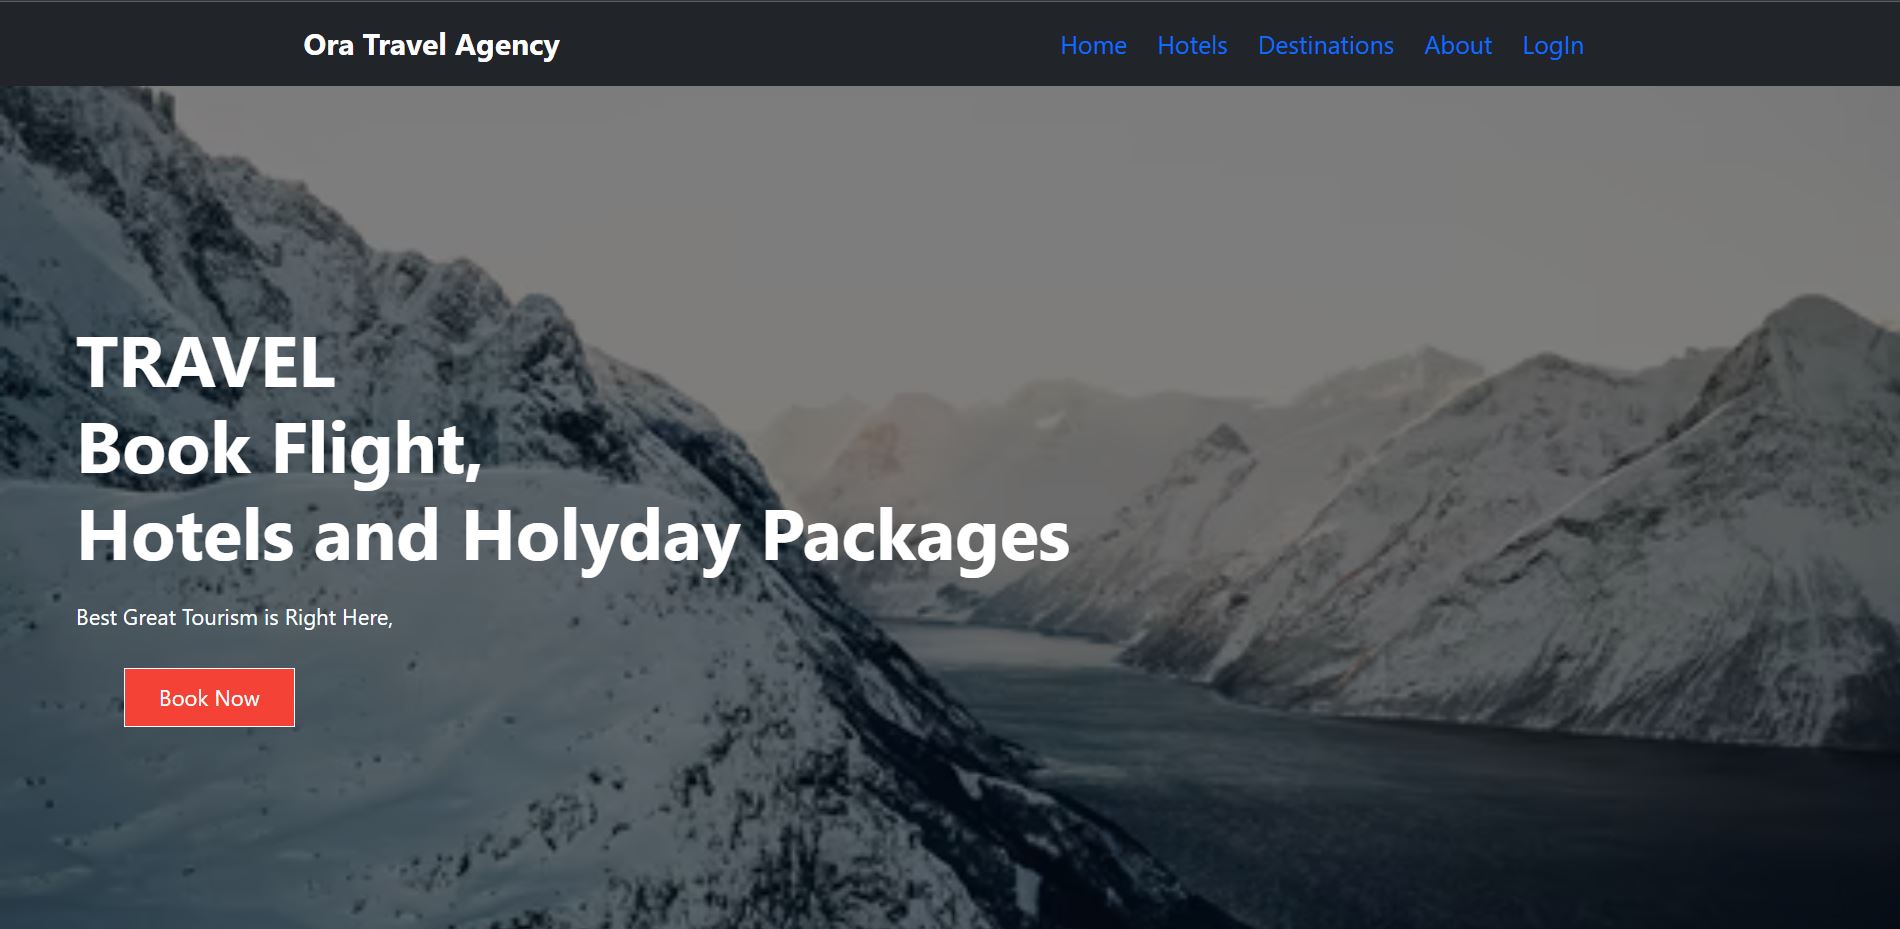 Ora Travel Agency
Home Hotels Destinations About LogIn
TRAVEL
Book Flight,
Hotels and Holyday Packages
Best Great Tourism is Right Here,
Book Now